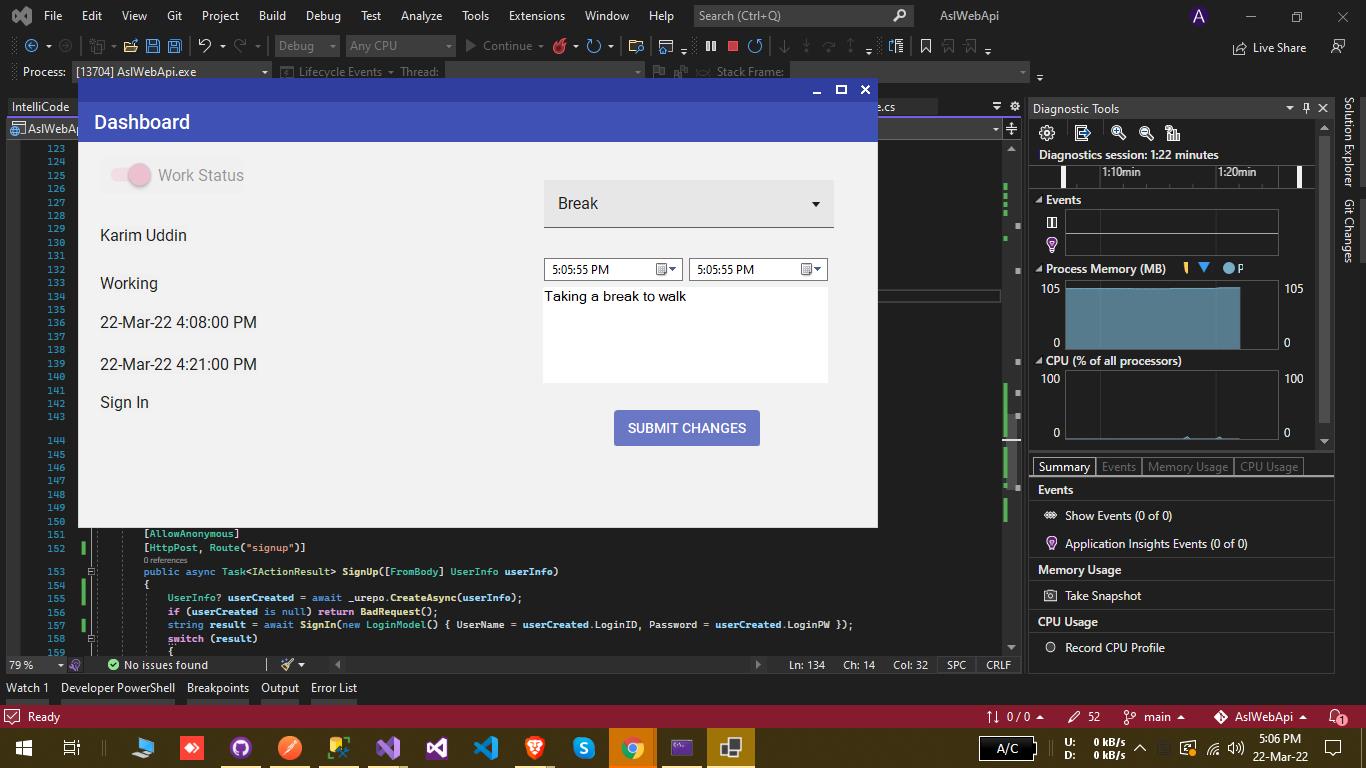 File Edit View Git Project Build Debug Test Analyze Tools Extensions Window Help Search (Ctrl+Q) AslWebApi A
Debug Any CPU Continue Live Share
Process: [13704] AslWebApi.exe Lifecycle Events Thread: Stack Frame:
IntelliCode e.cs
AslWebAp
Dashboard
Work Status
Karim Uddin
Working
22-Mar-22 4:08:00 PM
22-Mar-22 4:21:00 PM
Sign In
Break
5:05:55 PM 5:05:55 PM
Taking a break to walk
SUBMIT CHANGES
123
124
125
126
127
128
129
130
131
132
133
134
135
136
137
138
139
140
141
142
143
144
145
146
147
148
149
150
151 [AllowAnonymous]
152 [HttpPost, Route("signup")]
0 references
153 public async Task<IActionResult> SignUp([FromBody] UserInfo userInfo)
154 {
155 UserInfo? userCreated = await _urepo.CreateAsync(userInfo);
156 if (userCreated is null) return BadRequest();
157 string result = await SignIn(new LoginModel() { UserName = userCreated.LoginID, Password = userCreated.LoginPW });
158 switch (result)
159 {
79 % No issues found Ln: 134 Ch: 14 Col: 32 SPC CRLF
Diagnostic Tools
Diagnostics session: 1:22 minutes
1:10min 1:20min
Events
Process Memory (MB) P
105 105
0 0
CPU (% of all processors)
100 100
0 0
Summary Events Memory Usage CPU Usage
Events
Show Events (0 of 0)
Application Insights Events (0 of 0)
Memory Usage
Take Snapshot
CPU Usage
Record CPU Profile
Solution Explorer
Git Changes
Watch 1 Developer PowerShell Breakpoints Output Error List
Ready 0 / 0 52 main AslWebApi 1
A/C U: 0 kB/s
D: 0 kB/s
5:06 PM
22-Mar-22